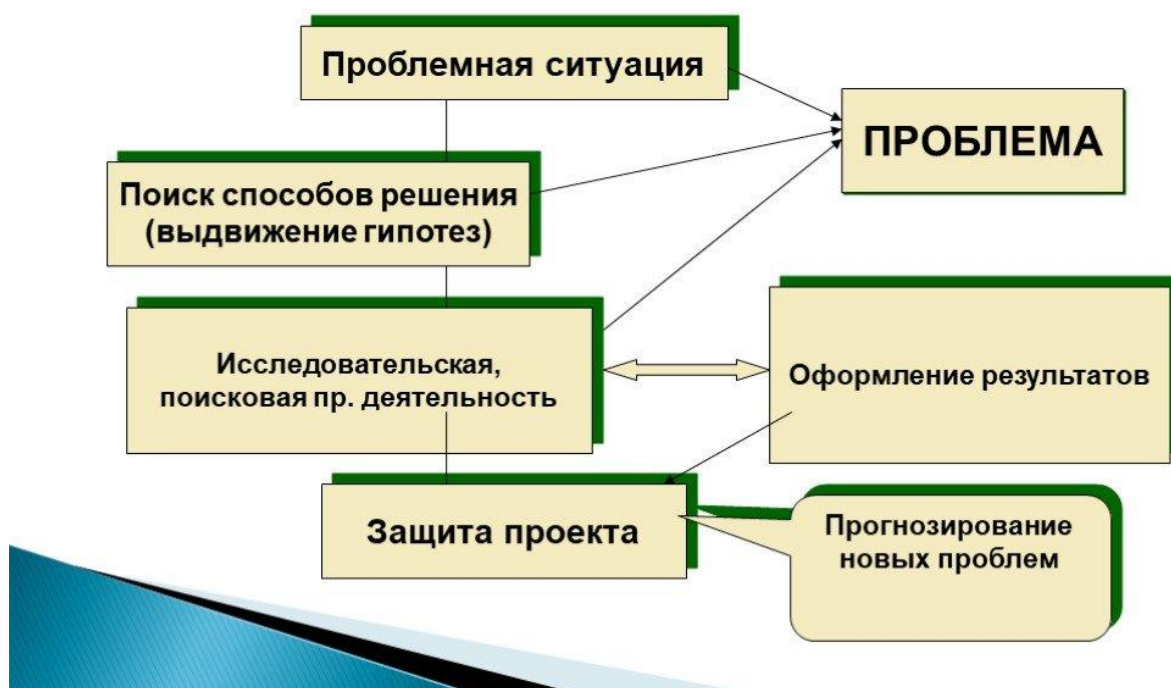 Проблемная ситуация
ПРОБЛЕМА
Поиск способов решения
(выдвижение гипотез)
Исследовательская,
поисковая пр. деятельность
Оформление результатов
Защита проекта
Прогнозирование
новых проблем